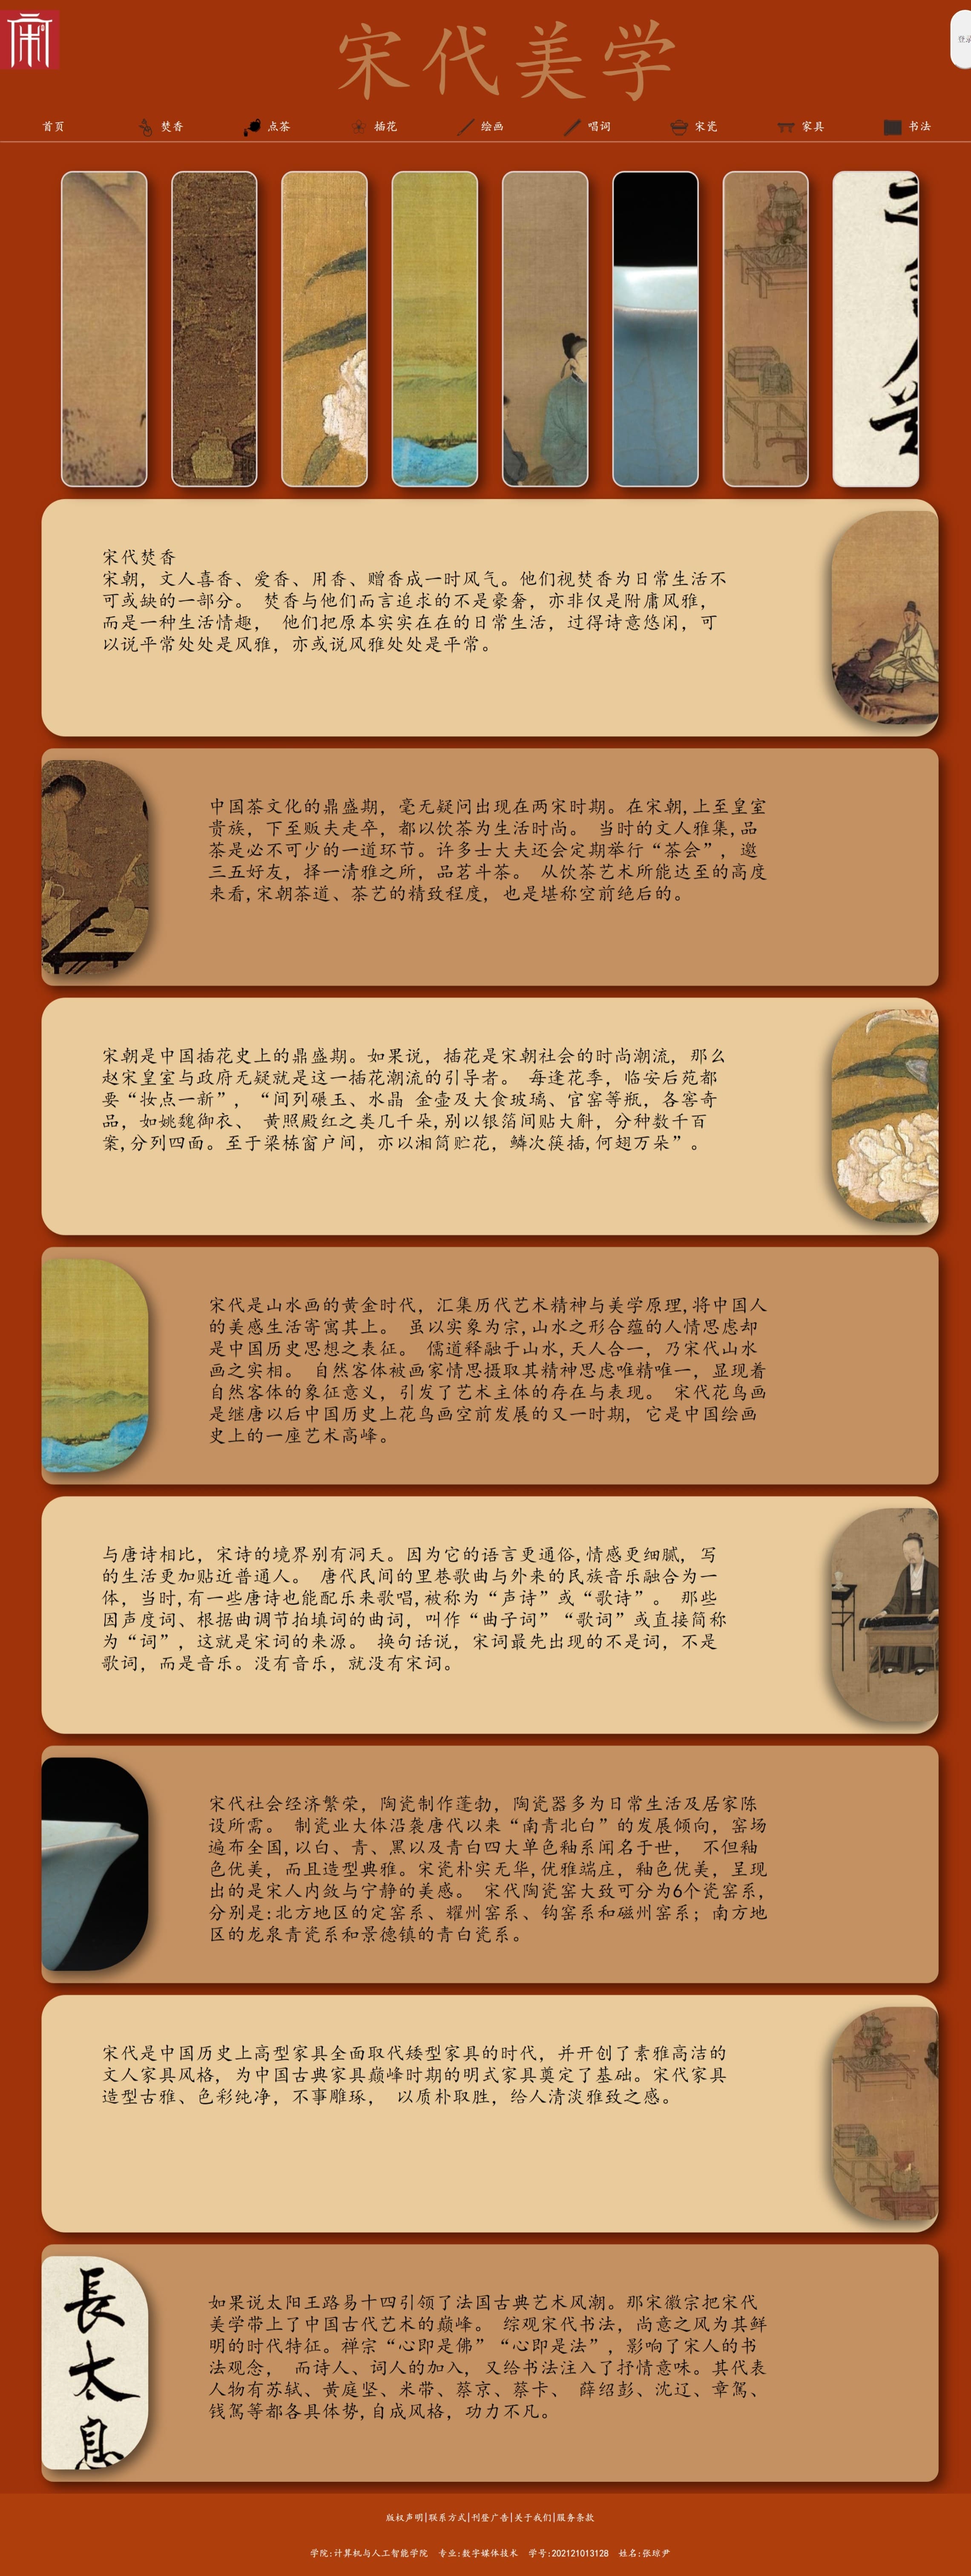 宋
宋代美学
登录
首页 焚香 点茶 插花 绘画 唱词 宋瓷 家具 书法
宋代焚香
宋朝，文人喜香、爱香、用香、赠香成一时风气。他们视焚香为日常生活不
可或缺的一部分。 焚香与他们而言追求的不是豪奢，亦非仅是附庸风雅，
而是一种生活情趣， 他们把原本实实在在的日常生活，过得诗意悠闲，可
以说平常处处是风雅，亦或说风雅处处是平常。
中国茶文化的鼎盛期，毫无疑问出现在两宋时期。在宋朝,上至皇室
贵族，下至贩夫走卒，都以饮茶为生活时尚。 当时的文人雅集,品
茶是必不可少的一道环节。许多士大夫还会定期举行“茶会”，邀
三五好友，择一清雅之所，品茗斗茶。 从饮茶艺术所能达至的高度
来看,宋朝茶道、茶艺的精致程度，也是堪称空前绝后的。
宋朝是中国插花史上的鼎盛期。如果说，插花是宋朝社会的时尚潮流，那么
赵宋皇室与政府无疑就是这一插花潮流的引导者。 每逢花季，临安后苑都
要“妆点一新”，“间列碾玉、水晶 金壶及大食玻璃、官窑等瓶，各窖奇
品，如姚魏御衣、 黄照殿红之类几千朵,别以银箔间贴大斛，分种数千百
窠,分列四面。至于梁栋窗户间，亦以湘筒贮花，鳞次簇插,何翅万朵”。
宋代是山水画的黄金时代，汇集历代艺术精神与美学原理,将中国人
的美感生活寄寓其上。 虽以实象为宗,山水之形合蕴的人情思虑却
是中国历史思想之表征。 儒道释融于山水,天人合一，乃宋代山水
画之实相。 自然客体被画家情思摄取其精神思虑唯精唯一，显现着
自然客体的象征意义，引发了艺术主体的存在与表现。 宋代花鸟画
是继唐以后中国历史上花鸟画空前发展的又一时期，它是中国绘画
史上的一座艺术高峰。
与唐诗相比，宋诗的境界别有洞天。因为它的语言更通俗,情感更细腻，写
的生活更加贴近普通人。 唐代民间的里巷歌曲与外来的民族音乐融合为一
体，当时,有一些唐诗也能配乐来歌唱,被称为“声诗”或“歌诗”。 那些
因声度词、根据曲调节拍填词的曲词，叫作“曲子词”“歌词”或直接简称
为“词”，这就是宋词的来源。 换句话说，宋词最先出现的不是词，不是
歌词，而是音乐。没有音乐，就没有宋词。
宋代社会经济繁荣，陶瓷制作蓬勃，陶瓷器多为日常生活及居家陈
设所需。 制瓷业大体沿袭唐代以来“南青北白”的发展倾向，窑场
遍布全国,以白、青、黑以及青白四大单色釉系闻名于世， 不但釉
色优美，而且造型典雅。宋瓷朴实无华,优雅端庄，釉色优美，呈现
出的是宋人内敛与宁静的美感。 宋代陶瓷窑大致可分为6个瓷窑系,
分别是:北方地区的定窑系、耀州窑系、钧窑系和磁州窑系；南方地
区的龙泉青瓷系和景德镇的青白瓷系。
宋代是中国历史上高型家具全面取代矮型家具的时代，并开创了素雅高洁的
文人家具风格，为中国古典家具巅峰时期的明式家具奠定了基础。宋代家具
造型古雅、色彩纯净，不事雕琢， 以质朴取胜，给人清淡雅致之感。
長
太
息
如果说太阳王路易十四引领了法国古典艺术风潮。那宋徽宗把宋代
美学带上了中国古代艺术的巅峰。 综观宋代书法，尚意之风为其鲜
明的时代特征。禅宗“心即是佛”“心即是法”，影响了宋人的书
法观念， 而诗人、词人的加入，又给书法注入了抒情意味。其代表
人物有苏轼、黄庭坚、米带、蔡京、蔡卡、 薛绍彭、沈辽、章駕、
钱駕等都各具体势,自成风格，功力不凡。
版权声明|联系方式|刊登广告|关于我们|服务条款
学院:计算机与人工智能学院 专业:数字媒体技术 学号:202121013128 姓名:张综尹